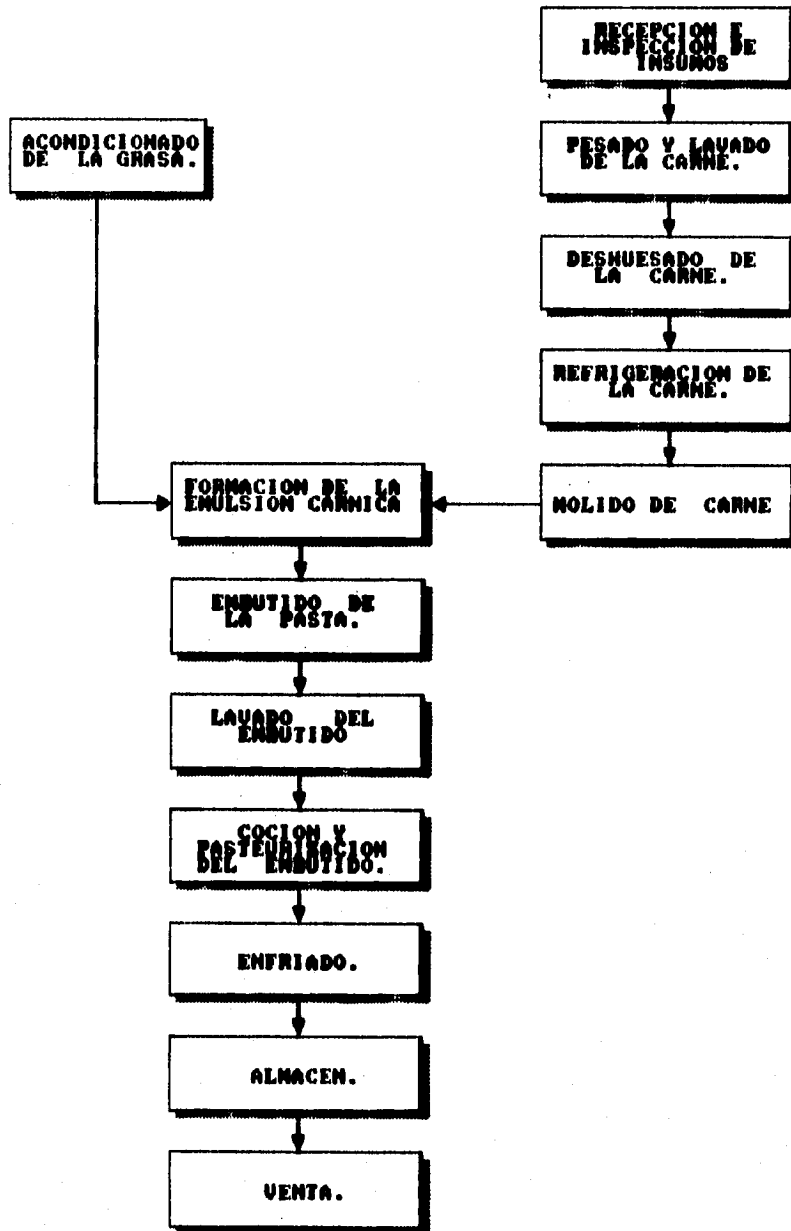 RECEPCION E
INSPECCION DE
INSUMOS
ACONDICIONADO
DE LA GRASA.
PESADO Y LAVADO
DE LA CARNE.
DESHUESADO DE
LA CARNE.
REFRIGERACION DE
LA CARNE.
FORMACION DE LA
EMULSION CARNICA
MOLIDO DE CARNE
EMBUTIDO DE
LA PASTA.
LAVADO DEL
EMBUTIDO
COCION Y
PASTEURIZACION
DEL EMBUTIDO.
ENFRIADO.
ALMACEN.
VENTA.